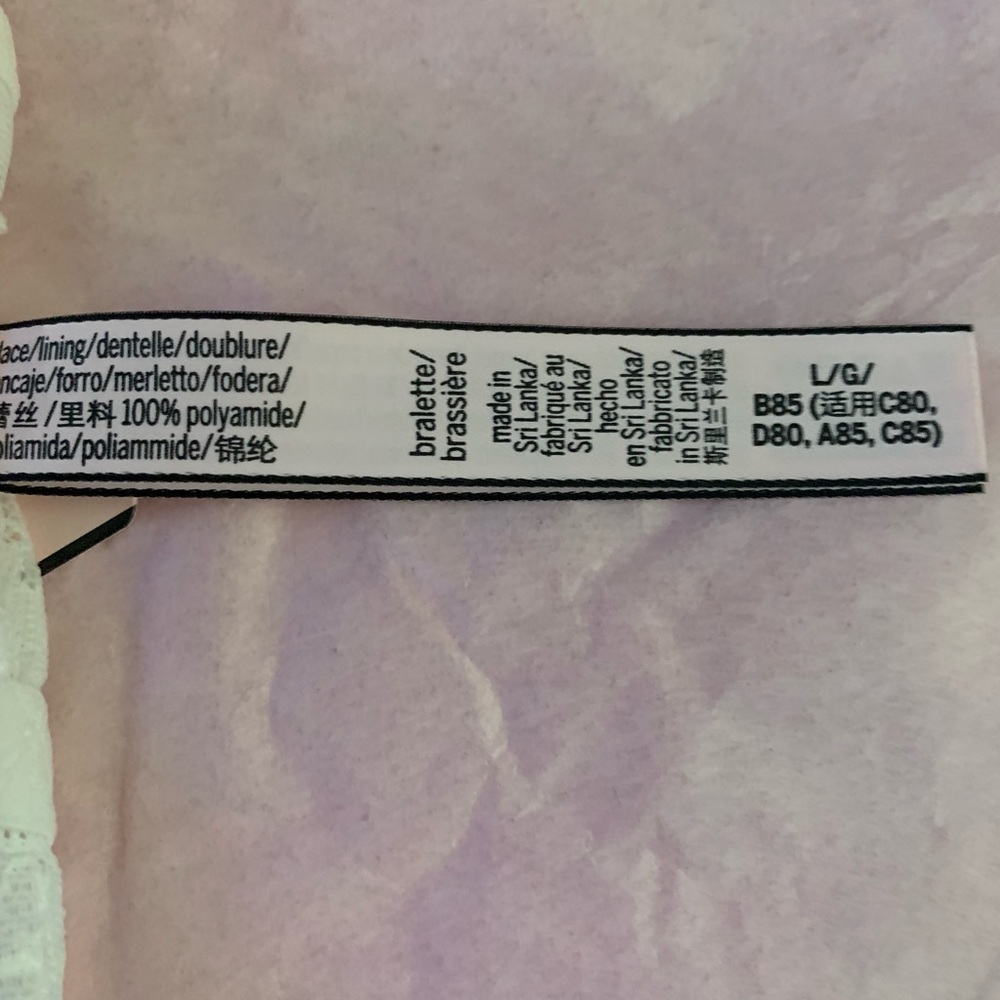 lace/lining/dentelle/doublure/
encaje/forro/merletto/fodera/
蕾丝/里料 100% polyamide/
poliamida/poliammide/锦纶
bralette/
brassière
made in
Sri Lanka/
fabriqué au
Sri Lanka/
hecho
en Sri Lanka/
fabbricato
in Sri Lanka/
斯里兰卡制造
L/G/
B85 (适用C80,
D80, A85, C85)